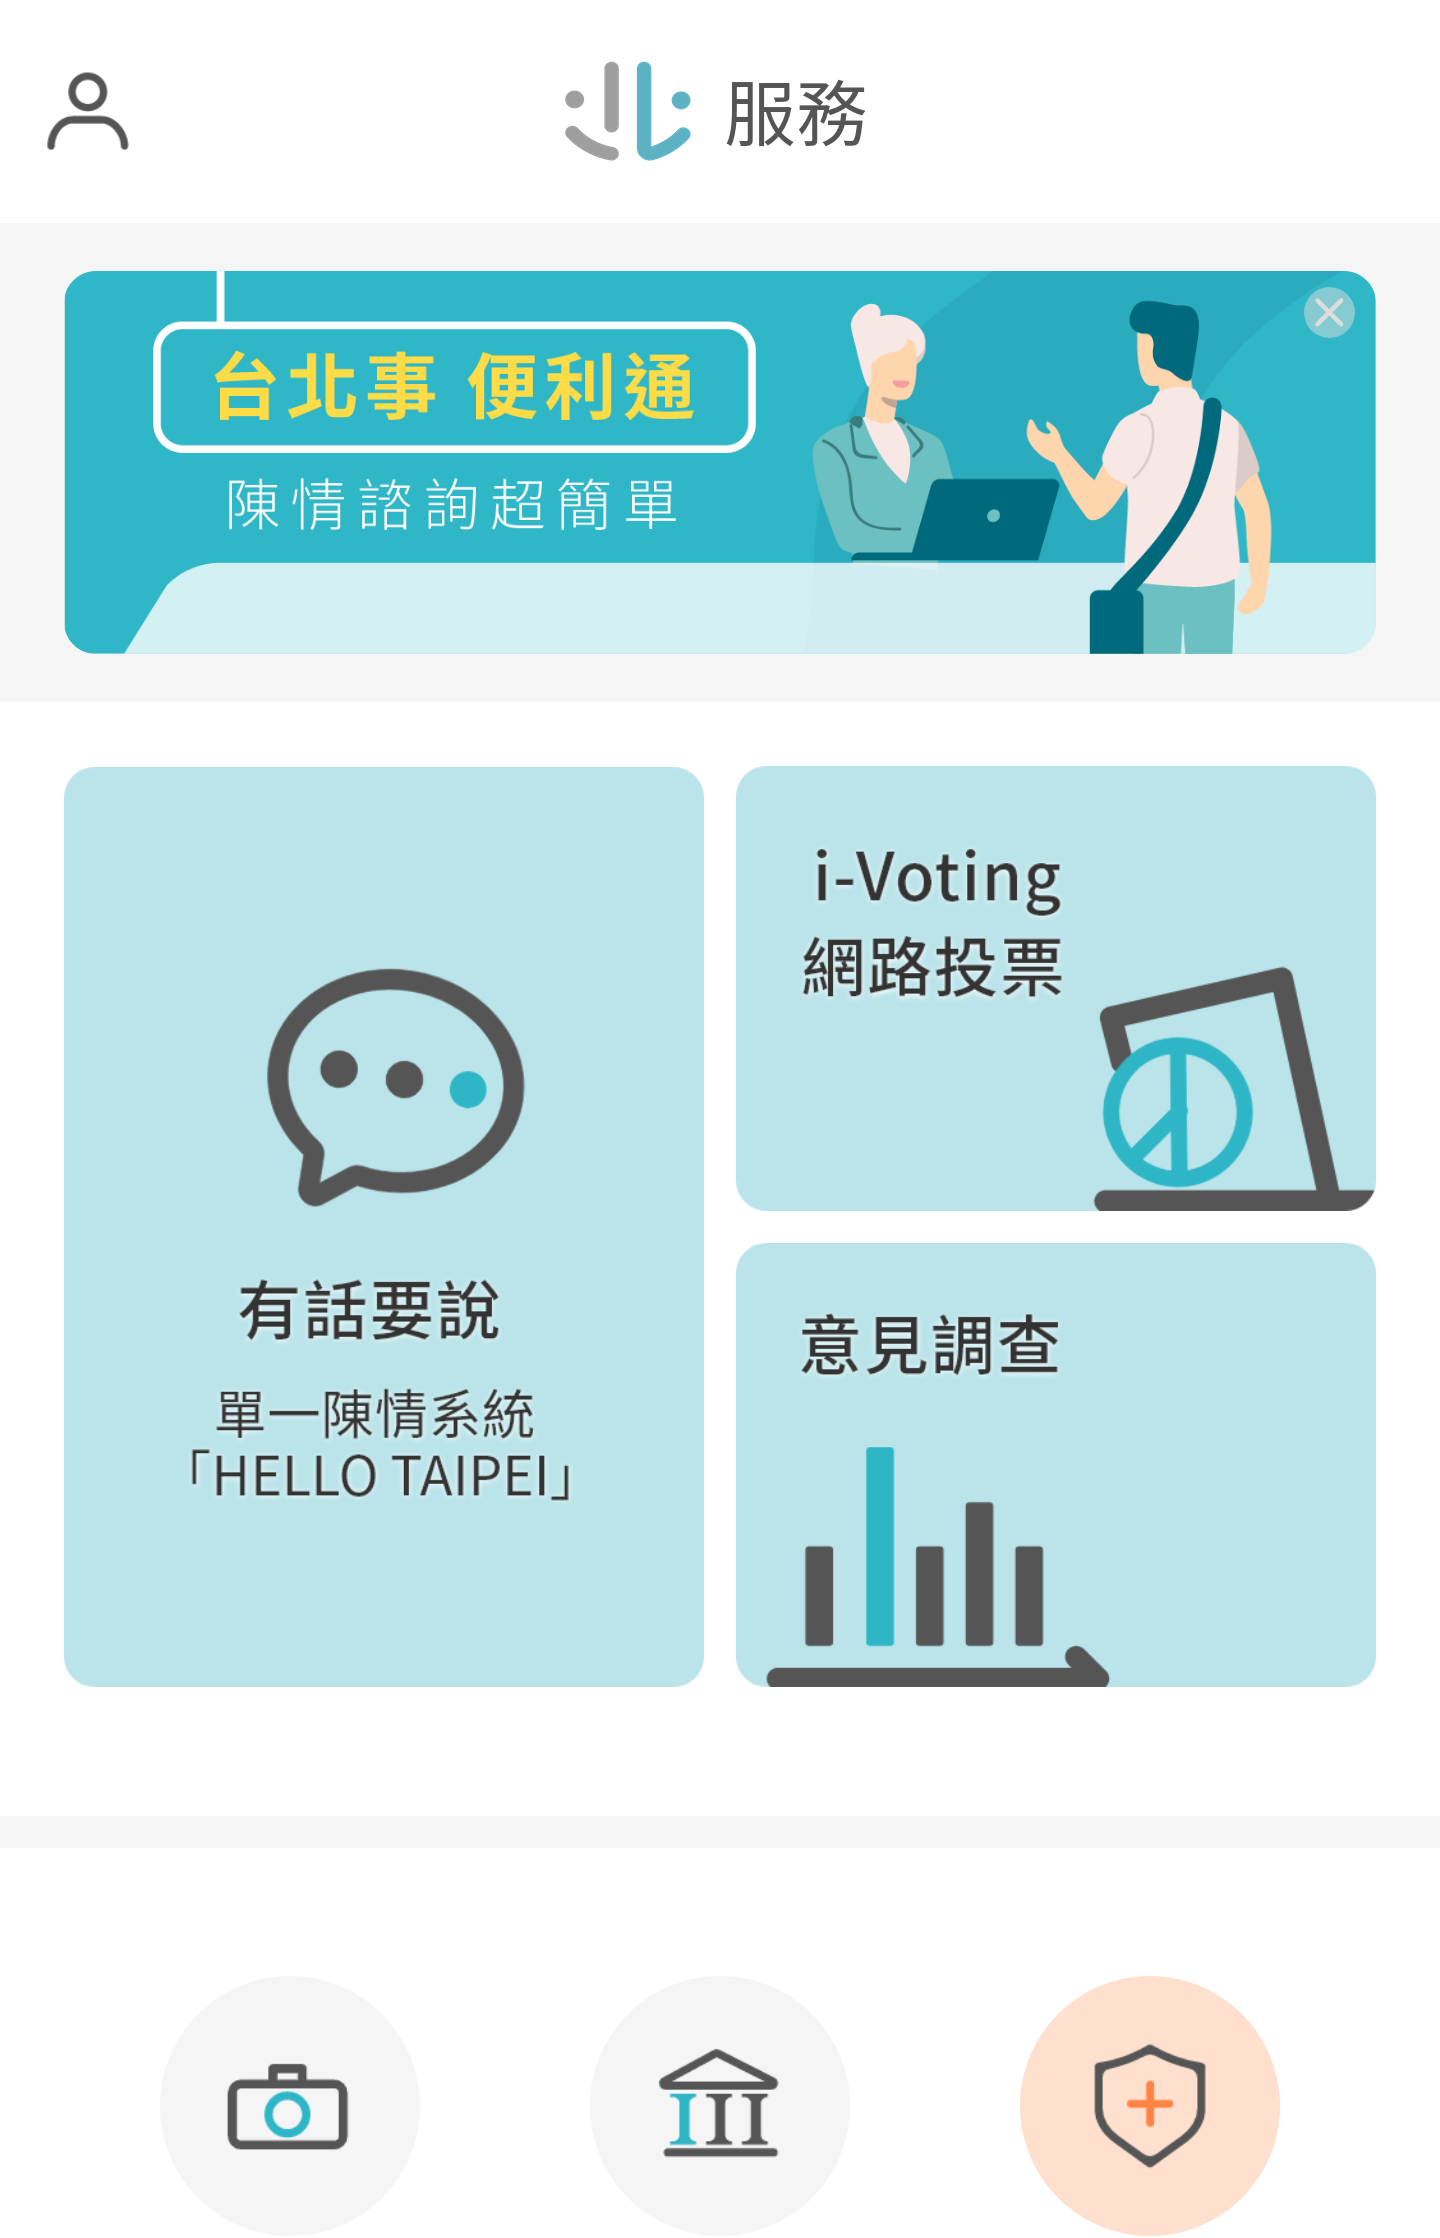 服務
台北事 便利通
陳情諮詢超簡單
有話要說
單一陳情系統
「HELLO TAIPEI」
i-Voting
網路投票
意見調查